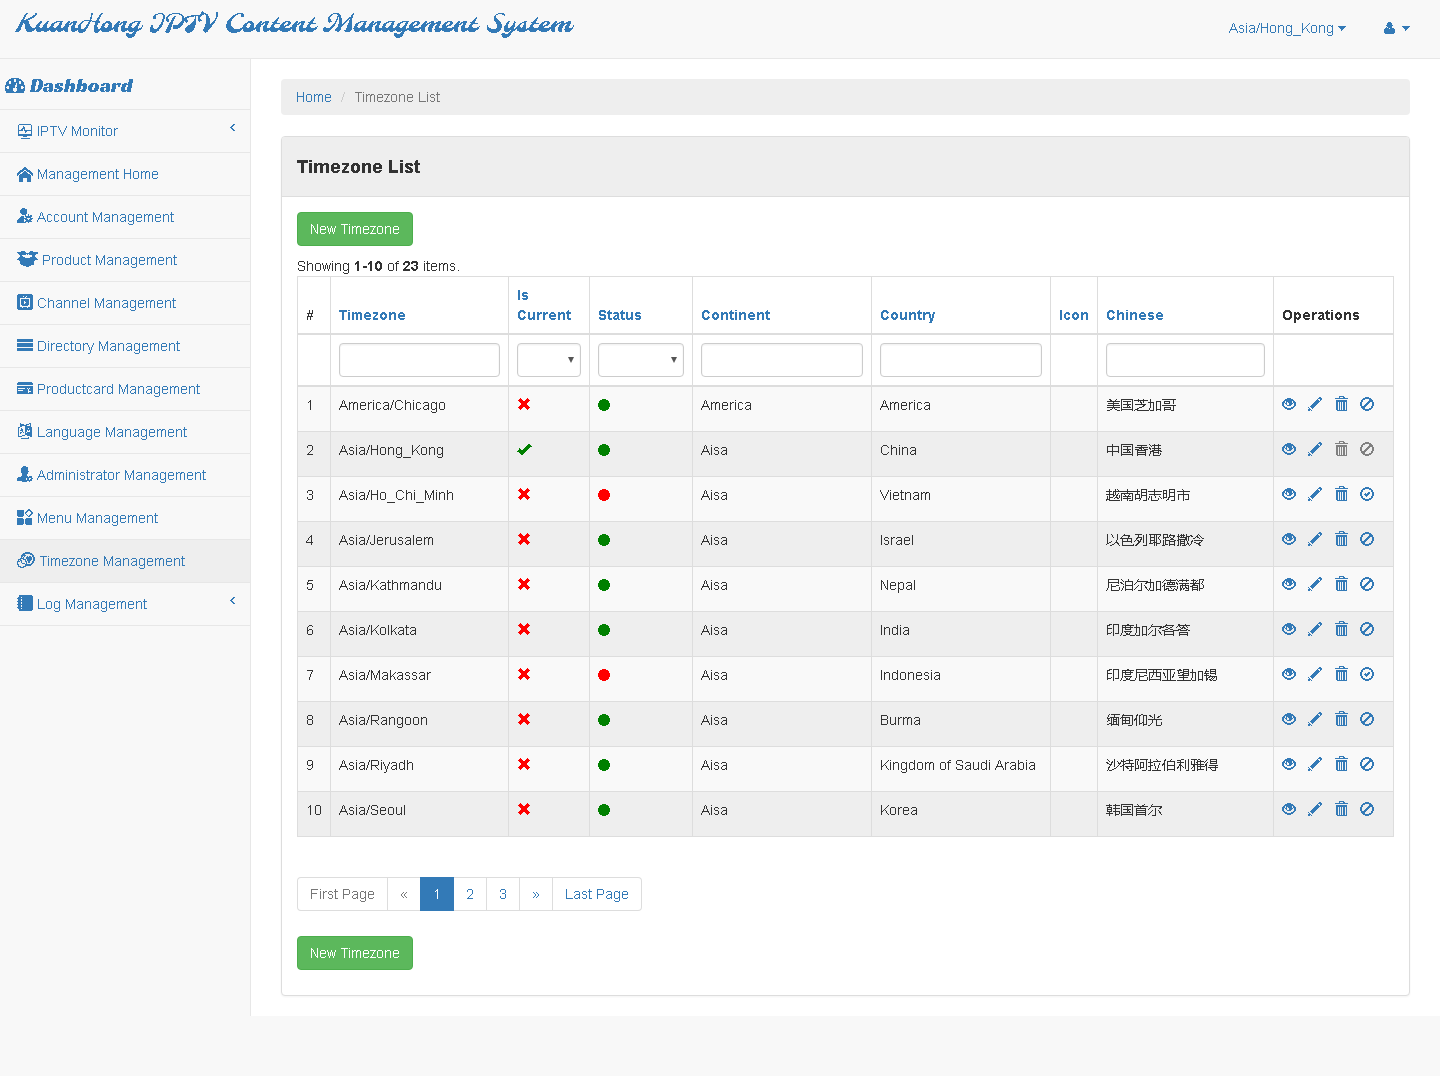 KuanHong IPTV Content Management System
Asia/Hong_Kong
Dashboard
IPTV Monitor
Management Home
Account Management
Product Management
Channel Management
Directory Management
Productcard Management
Language Management
Administrator Management
Menu Management
Timezone Management
Log Management
Home / Timezone List
Timezone List
New Timezone
Showing 1-10 of 23 items.
# Timezone Is Current Status Continent Country Icon Chinese Operations
1 America/Chicago America America 美国芝加哥
2 Asia/Hong_Kong Aisa China 中国香港
3 Asia/Ho_Chi_Minh Aisa Vietnam 越南胡志明市
4 Asia/Jerusalem Aisa Israel 以色列耶路撒冷
5 Asia/Kathmandu Aisa Nepal 尼泊尔加德满都
6 Asia/Kolkata Aisa India 印度加尔各答
7 Asia/Makassar Aisa Indonesia 印度尼西亚望加锡
8 Asia/Rangoon Aisa Burma 缅甸仰光
9 Asia/Riyadh Aisa Kingdom of Saudi Arabia 沙特阿拉伯利雅得
10 Asia/Seoul Aisa Korea 韩国首尔
First Page « 1 2 3 » Last Page
New Timezone